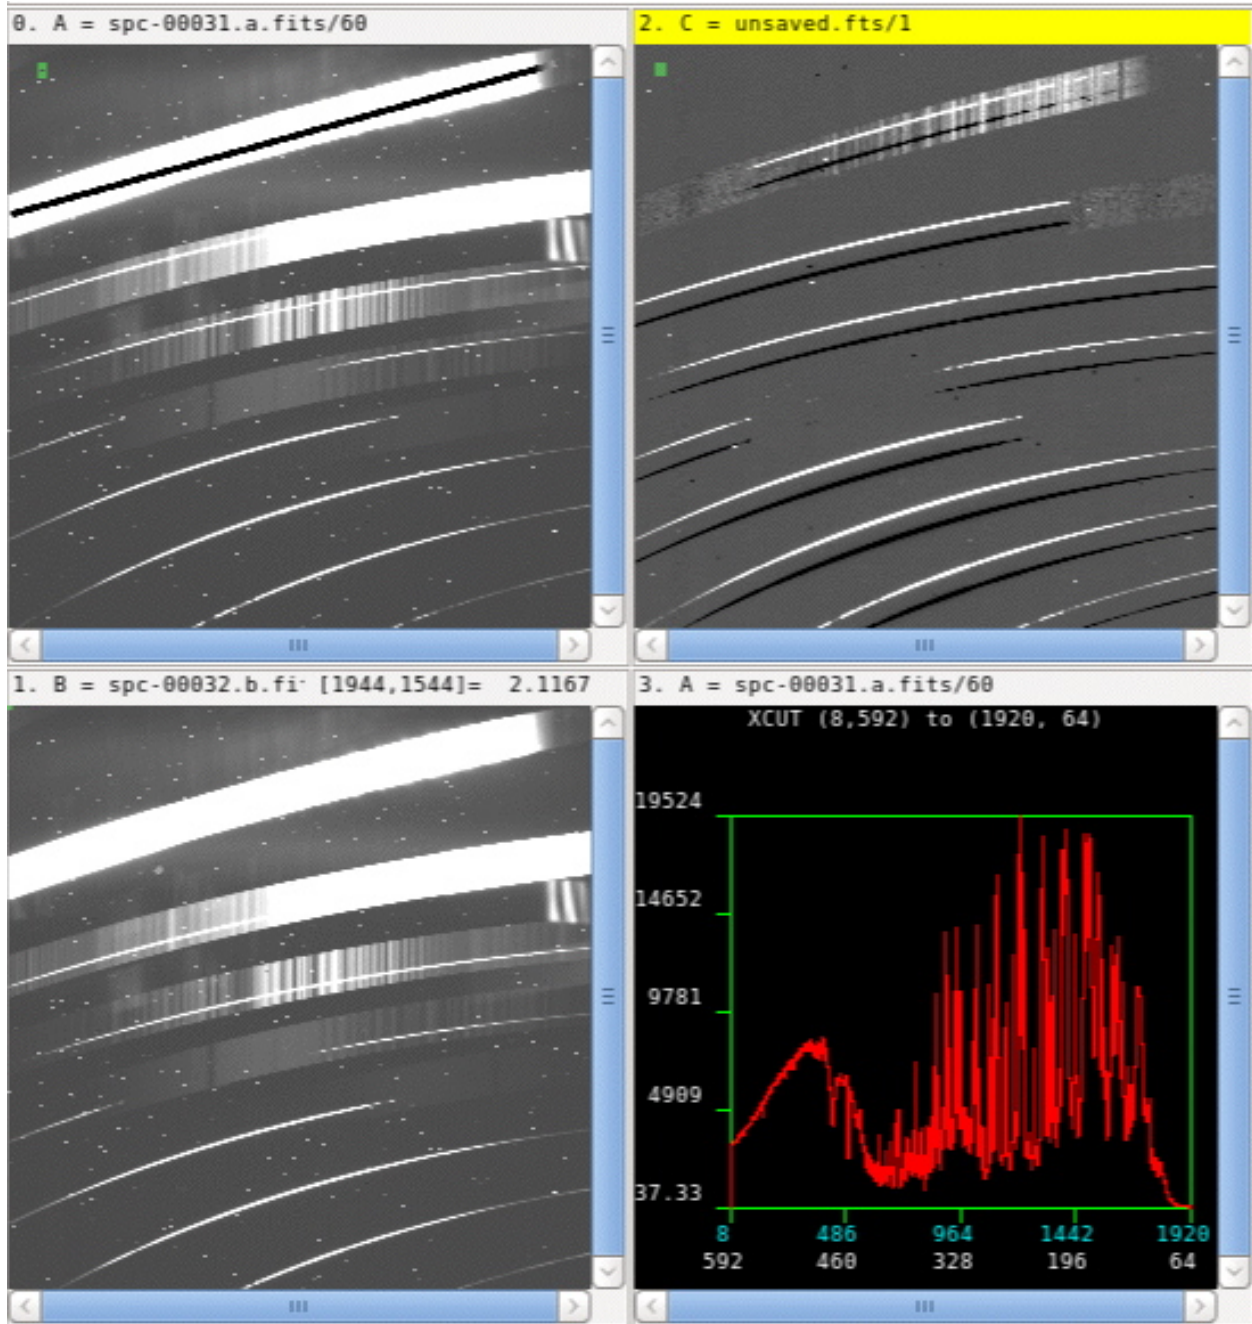 0. A = spc-00031.a.fits/60
2. C = unsaved.fts/1
1. B = spc-00032.b.fi [1944,1544]= 2.1167
3. A = spc-00031.a.fits/60
XCUT (8,592) to (1920, 64)
19524
14652
9781
4909
37.33
8 486 964 1442 1920
592 460 328 196 64